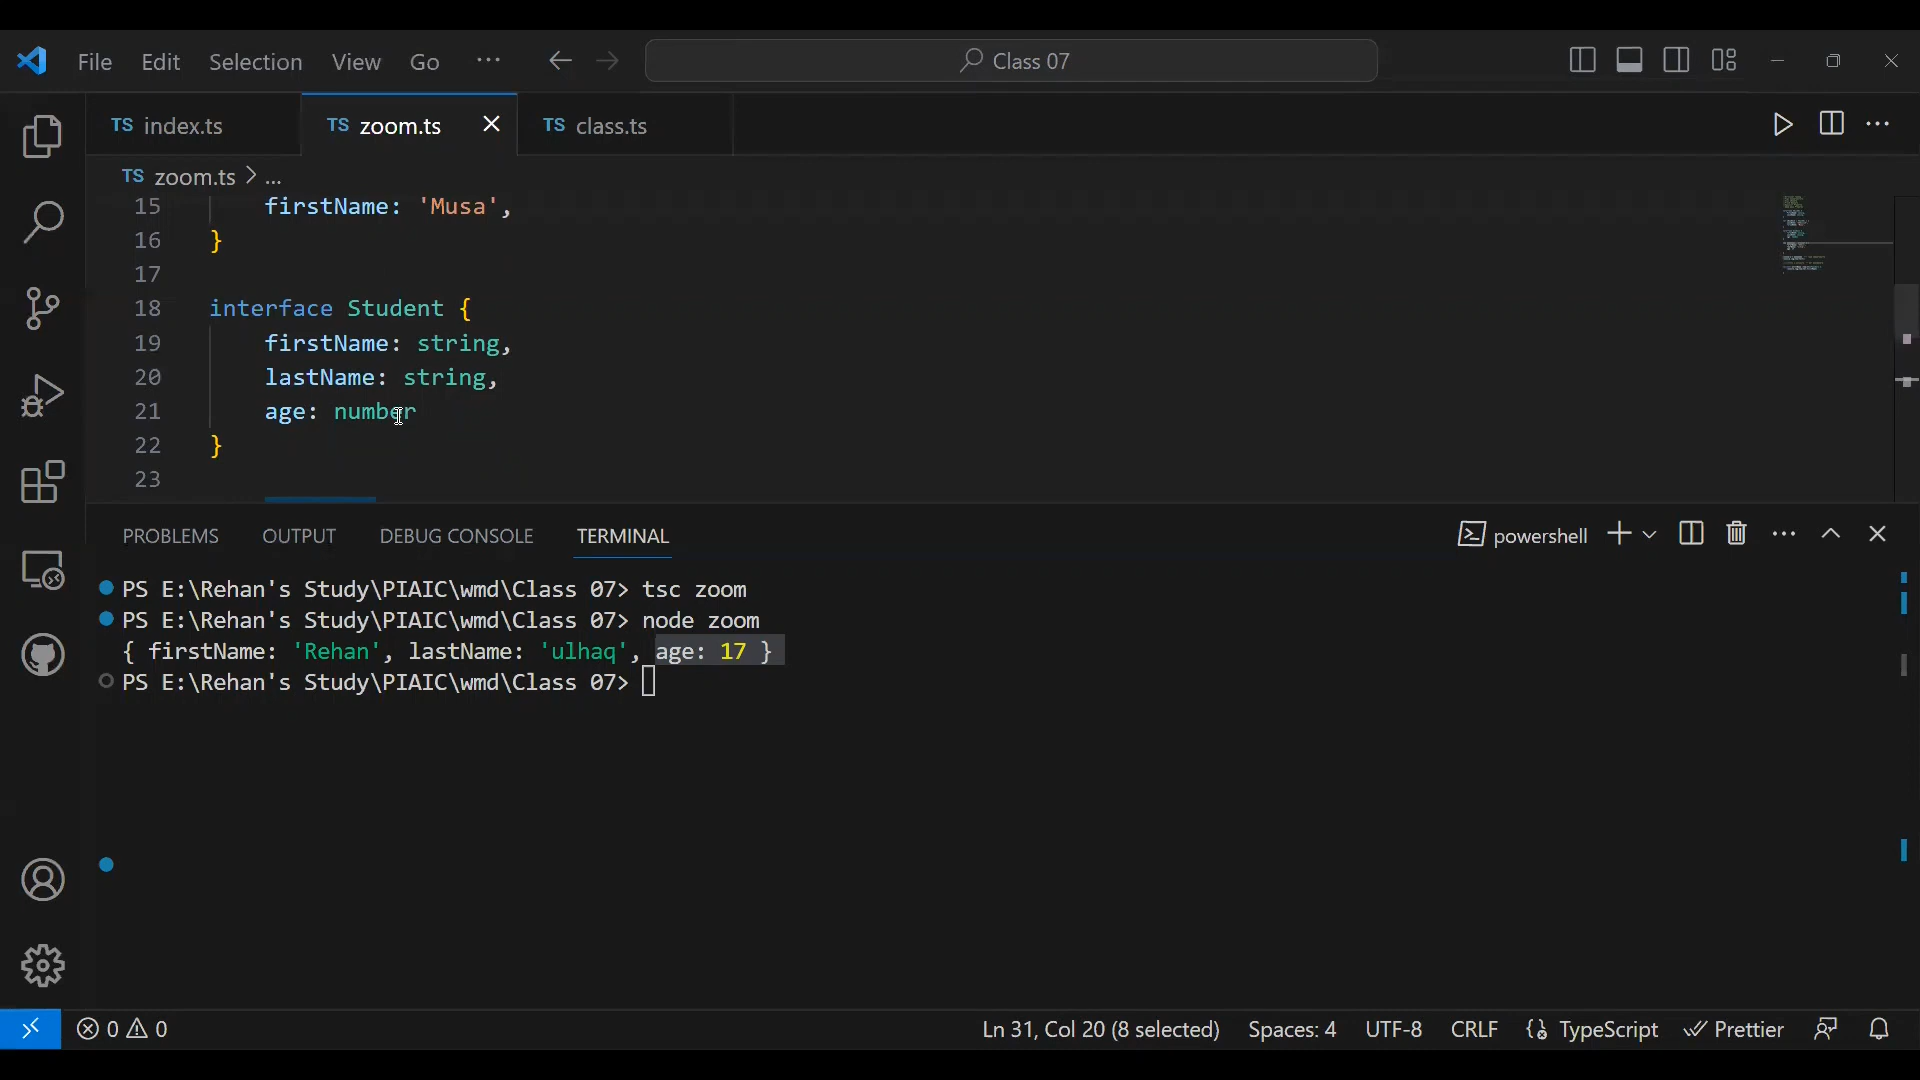 File Edit Selection View Go ··· Class 07
TS index.ts TS zoom.ts TS class.ts
TS zoom.ts > ...
15 firstName: 'Musa',
16 }
17
18 interface Student {
19 firstName: string,
20 lastName: string,
21 age: number
22 }
23
PROBLEMS OUTPUT DEBUG CONSOLE TERMINAL powershell
PS E:\Rehan's Study\PIAIC\wmd\Class 07> tsc zoom
PS E:\Rehan's Study\PIAIC\wmd\Class 07> node zoom
{ firstName: 'Rehan', lastName: 'ulhaq', age: 17 }
PS E:\Rehan's Study\PIAIC\wmd\Class 07>
0 0 Ln 31, Col 20 (8 selected) Spaces: 4 UTF-8 CRLF {} TypeScript Prettier